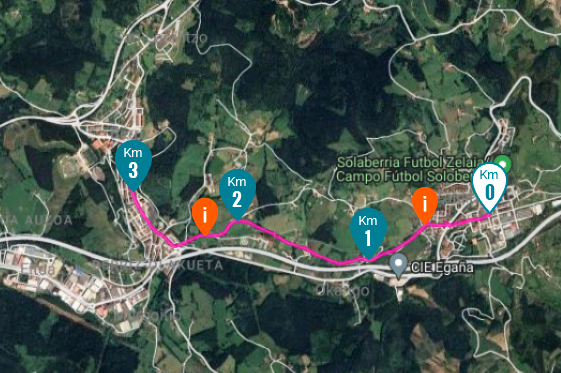 Solaberria Futbol Zelaia/
Campo Fútbol Solobe
Km
0
Km
3
Km
2
i
i
Km
1
CIE Egaña